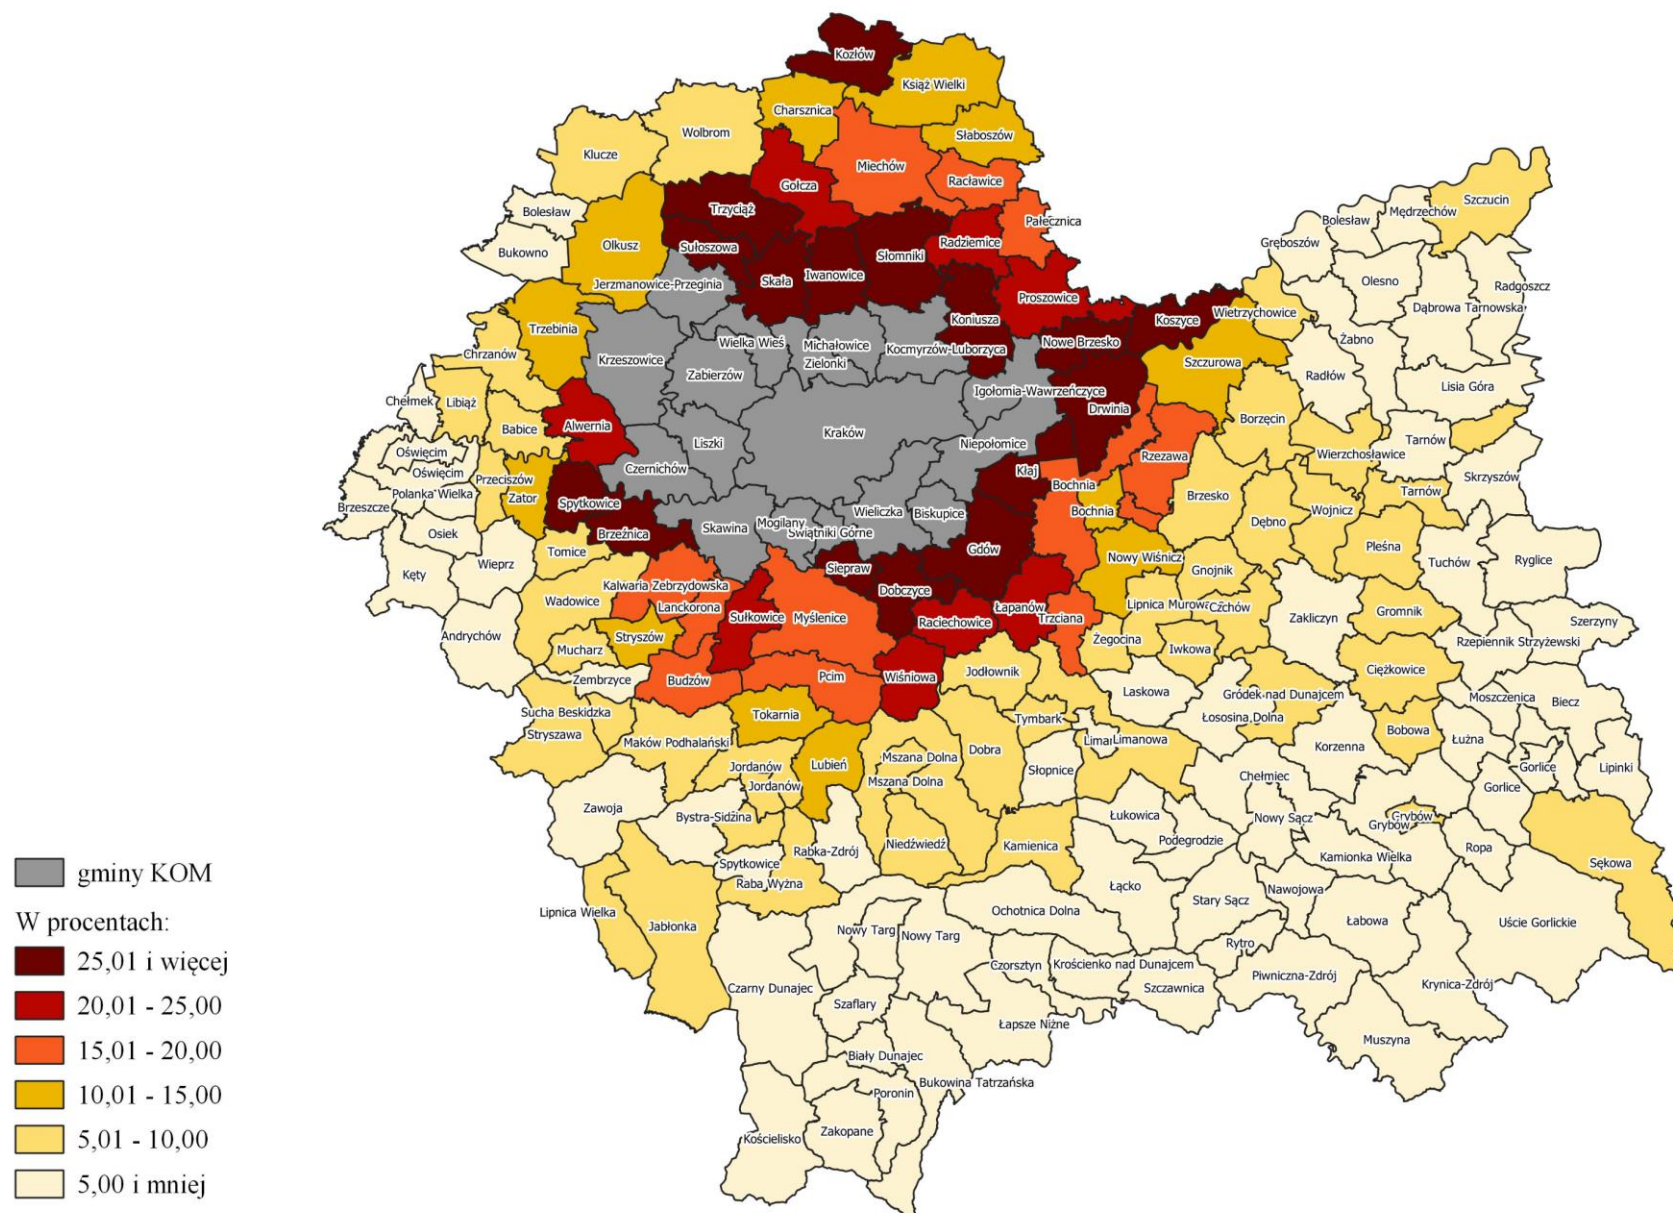 Kozłów
Książ Wielki
Charsznica
Wolbrom
Słaboszów
Klucze
Miechów
Gołcza
Racławice
Szczucin
Trzyciąż
Bolesław
Pałecznica
Mędrzechów
Bolesław
Olkusz
Sułoszowa
Radziemice
Gręboszów
Bukowno
Słomniki
Skała
Iwanowice
Olesno
Radgoszcz
Jerzmanowice-Przeginia
Proszowice
Dąbrowa Tarnowska
Wietrzychowice
Koniusza
Koszyce
Trzebinia
Wielka Wieś
Michałowice
Nowe Brzesko
Żabno
Kocmyrzów-Luborzyca
Chrzanów
Krzeszowice
Zielonki
Szczurowa
Zabierzów
Radłów
Lisia Góra
Igołomia-Wawrzeńczyce
Chełmek
Libiąż
Drwinia
Borzęcin
Alwernia
Babice
Kraków
Liszki
Niepołomice
Tarnów
Oświęcim
Wierzchosławice
Rzezawa
Czernichów
Oświęcim
Kłaj
Przeciszów
Skrzyszów
Bochnia
Polanka Wielka
Zator
Brzesko
Tarnów
Spytkowice
Brzeszcze
Wieliczka
Biskupice
Bochnia
Wojnicz
Mogilany
Skawina
Dębno
Świątniki Górne
Osiek
Brzeźnica
Gdów
Pleśna
Tomice
Nowy Wiśnicz
Wieprz
Tuchów
Ryglice
Siepraw
Gnojnik
Kęty
Kalwaria Zebrzydowska
Dobczyce
Wadowice
Lanckorona
Łapanów
Lipnica Murowana
Czchów
Sułkowice
Myślenice
Trzciana
Zakliczyn
Gromnik
Raciechowice
Szerzyny
Andrychów
Stryszów
Żegocina
Rzepiennik Strzyżewski
Mucharz
Iwkowa
Ciężkowice
Jodłownik
Zembrzyce
Budzów
Pcim
Wiśniowa
Laskowa
Gródek nad Dunajcem
Moszczenica
Biecz
Sucha Beskidzka
Tokarnia
Tymbark
Łososina Dolna
Bobowa
Stryszawa
Maków Podhalański
Limanowa
Łużna
Dobra
Korzenna
Mszana Dolna
Jordanów
Lubień
Słopnice
Gorlice
Lipinki
Chełmiec
Mszana Dolna
Jordanów
Gorlice
Zawoja
Bystra-Sidzina
Łukowica
Nowy Sącz
Grybów
Grybów
Podegrodzie
Niedźwiedź
Kamienica
Ropa
Rabka-Zdrój
Kamionka Wielka
Sękowa
Spytkowice
Raba Wyżna
Łącko
Nawojowa
Stary Sącz
Ochotnica Dolna
Lipnica Wielka
Łabowa
Uście Gorlickie
Jabłonka
Nowy Targ
Nowy Targ
Rytro
Czorsztyn
Krościenko nad Dunajcem
Piwniczna-Zdrój
Krynica-Zdrój
Czarny Dunajec
Szczawnica
Szaflary
Łapsze Niżne
Muszyna
Biały Dunajec
Bukowina Tatrzańska
Poronin
Zakopane
Kościelisko
gminy KOM
W procentach:
25,01 i więcej
20,01 - 25,00
15,01 - 20,00
10,01 - 15,00
5,01 - 10,00
5,00 i mniej